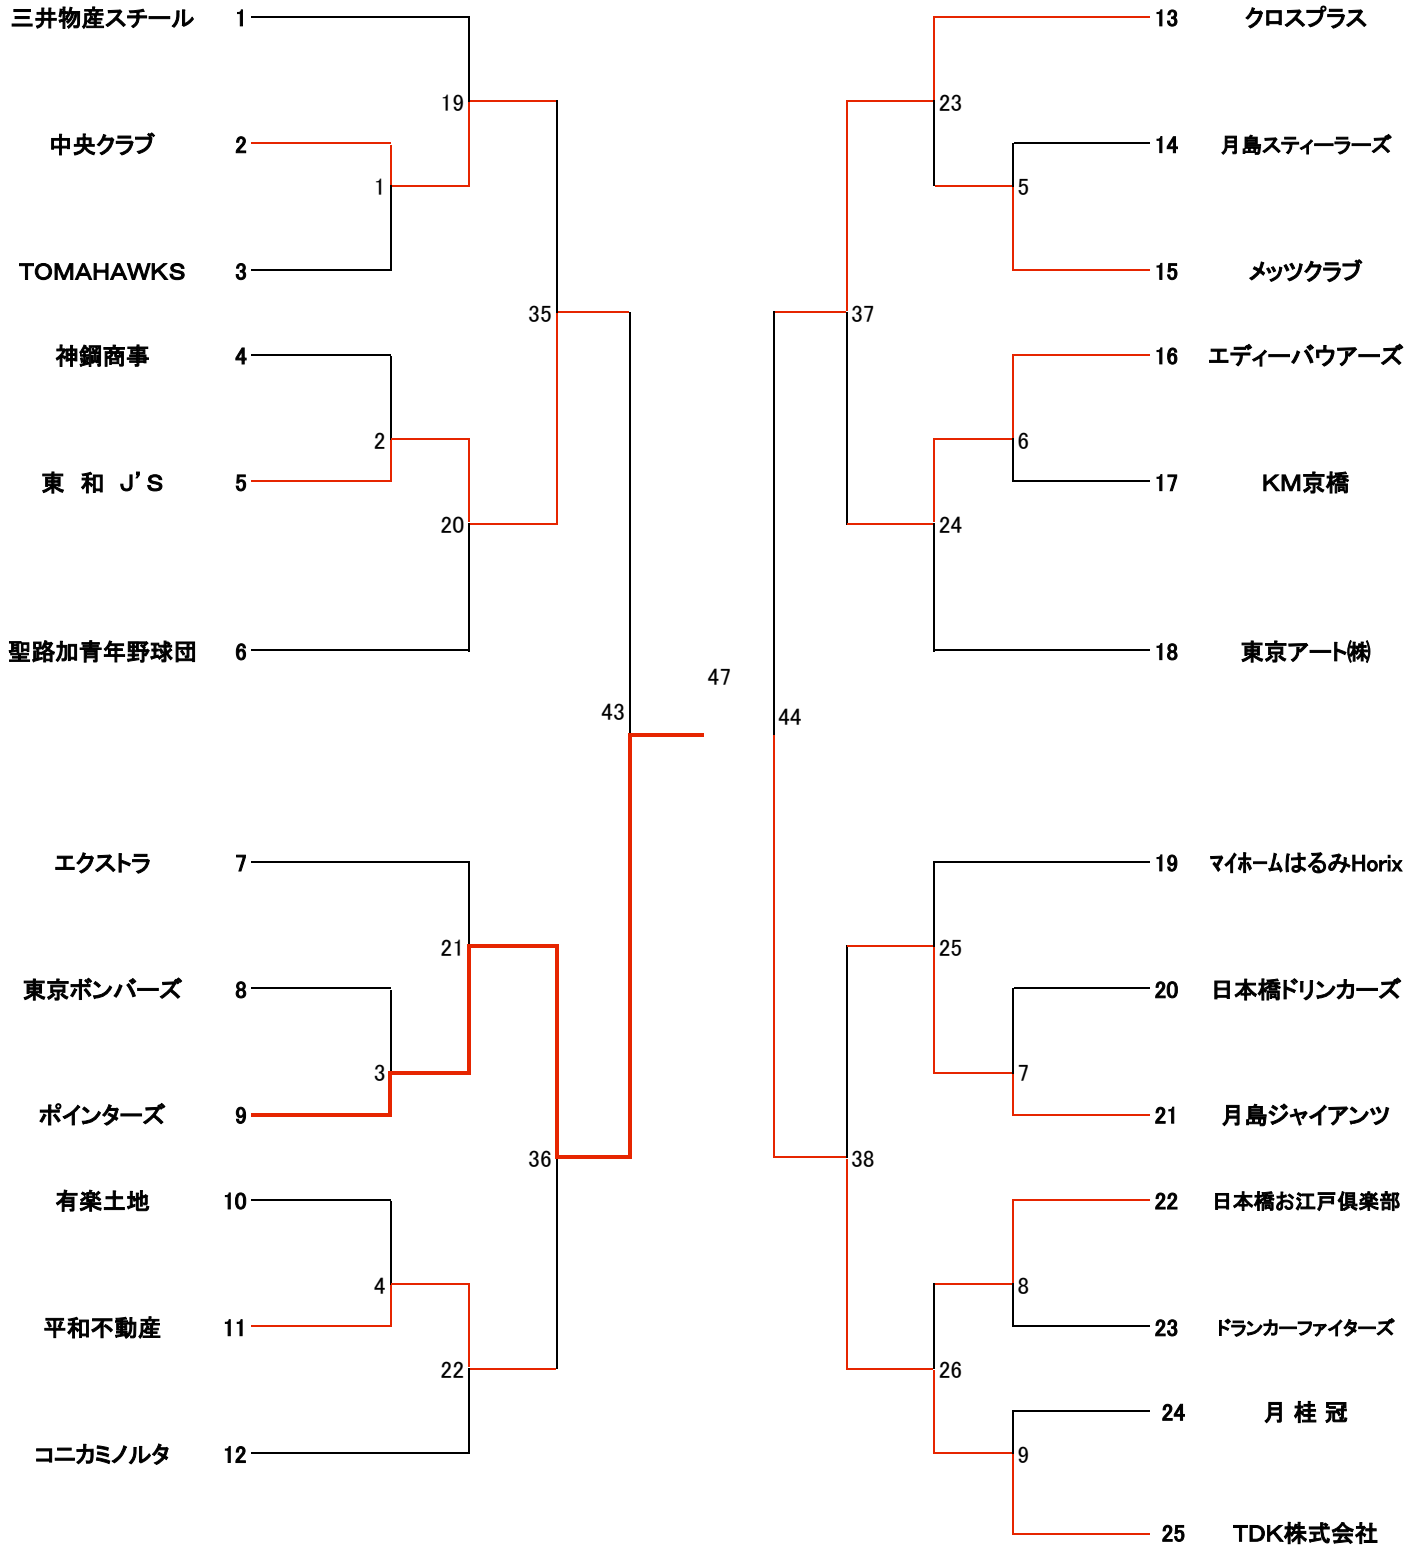 三井物産スチール 1
19
中央クラブ 2
1
TOMAHAWKS 3
35
神鋼商事 4
2
東 和 J'S 5
20
聖路加青年野球団 6
43
47
エクストラ 7
21
東京ボンバーズ 8
3
ポインターズ 9
36
有楽土地 10
4
平和不動産 11
22
コニカミノルタ 12
13 クロスプラス
23
14 月島スティーラーズ
5
15 メッツクラブ
37
16 エディーバウアーズ
6
17 KM京橋
24
18 東京アート㈱
44
19 マイホームはるみHorix
25
20 日本橋ドリンカーズ
7
21 月島ジャイアンツ
38
22 日本橋お江戸倶楽部
8
23 ドランカーファイターズ
26
24 月 桂 冠
9
25 TDK株式会社